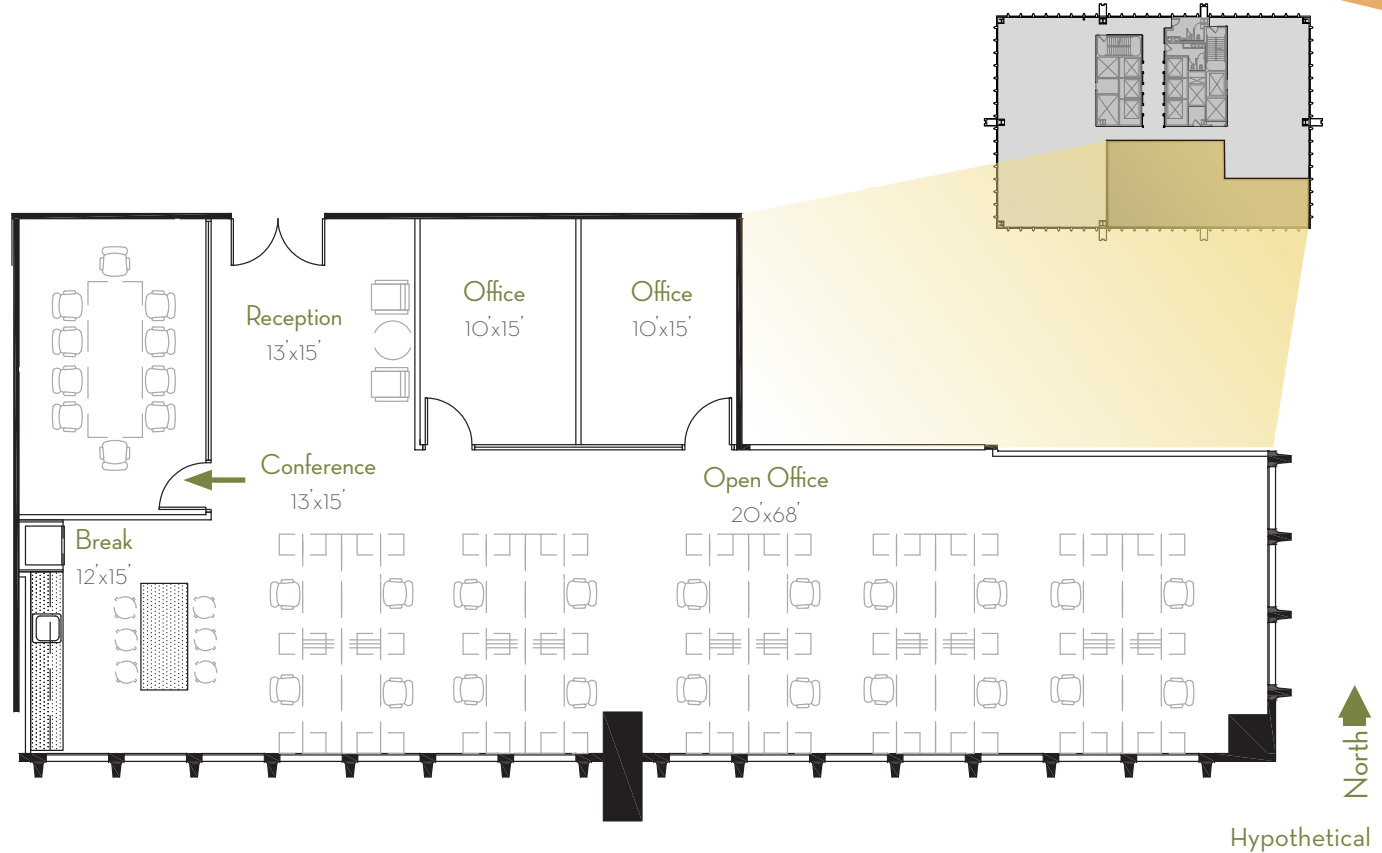 Office
10'x15'
Office
10'x15'
Reception
13'x15'
Conference
13'x15'
Open Office
20'x68'
Break
12'x15'
North
Hypothetical